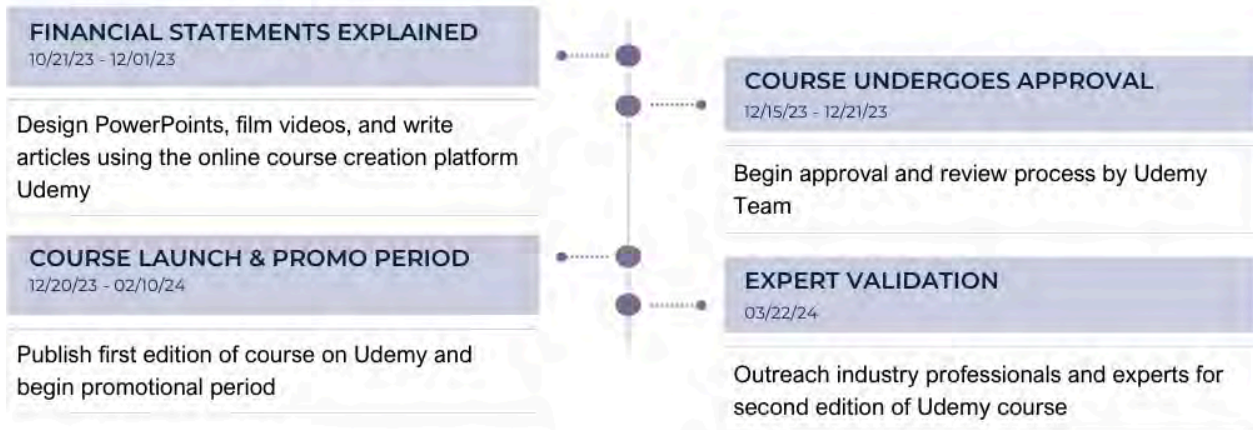 FINANCIAL STATEMENTS EXPLAINED
10/21/23 - 12/01/23
Design PowerPoints, film videos, and write
articles using the online course creation platform
Udemy
COURSE UNDERGOES APPROVAL
12/15/23 - 12/21/23
Begin approval and review process by Udemy
Team
COURSE LAUNCH & PROMO PERIOD
12/20/23 - 02/10/24
Publish first edition of course on Udemy and
begin promotional period
EXPERT VALIDATION
03/22/24
Outreach industry professionals and experts for
second edition of Udemy course